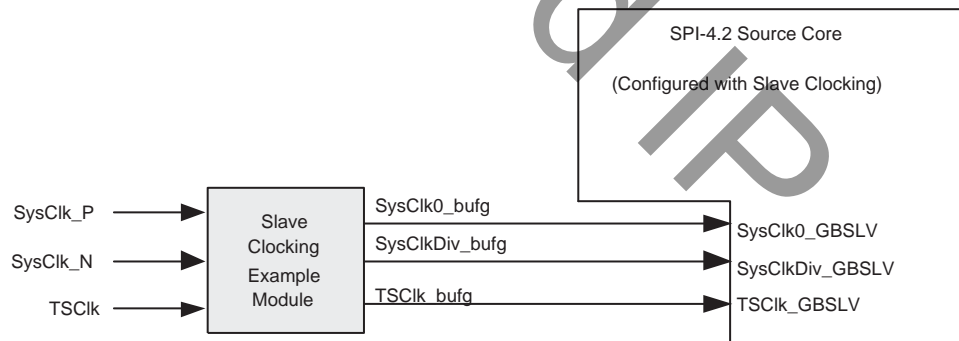 SPI-4.2 Source Core
(Configured with Slave Clocking)
SysClk_P
SysClk_N
TSClk
Slave
Clocking
Example
Module
SysClk0_bufg
SysClkDiv_bufg
TSClk_bufg
SysClk0_GBSLV
SysClkDiv_GBSLV
TSClk_GBSLV
d IP